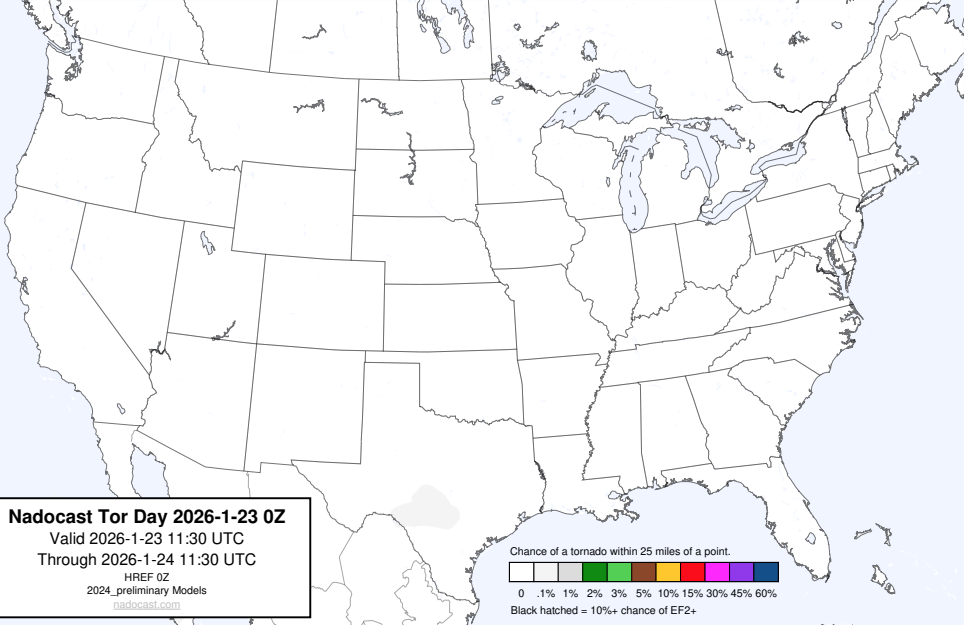 Nadocast Tor Day 2026-1-23 0Z
Valid 2026-1-23 11:30 UTC
Through 2026-1-24 11:30 UTC
HREF 0Z
2024_preliminary Models
nadocast.com
Chance of a tornado within 25 miles of a point.
0 .1% 1% 2% 3% 5% 10% 15% 30% 45% 60%
Black hatched = 10%+ chance of EF2+